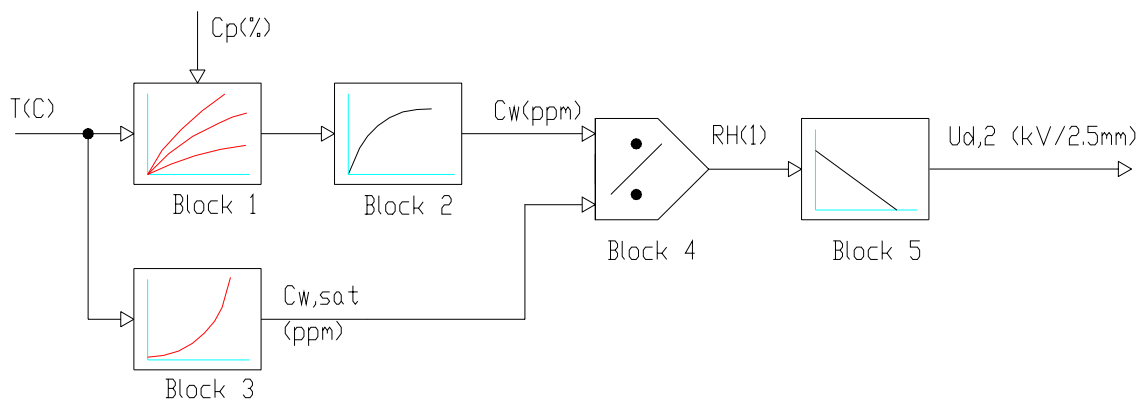 Cp(%)
T(C)
Block 1
Block 2
Cw(ppm)
RH(1)
Ud,2 (kV/2.5mm)
Block 4
Block 5
Cw,sat
(ppm)
Block 3